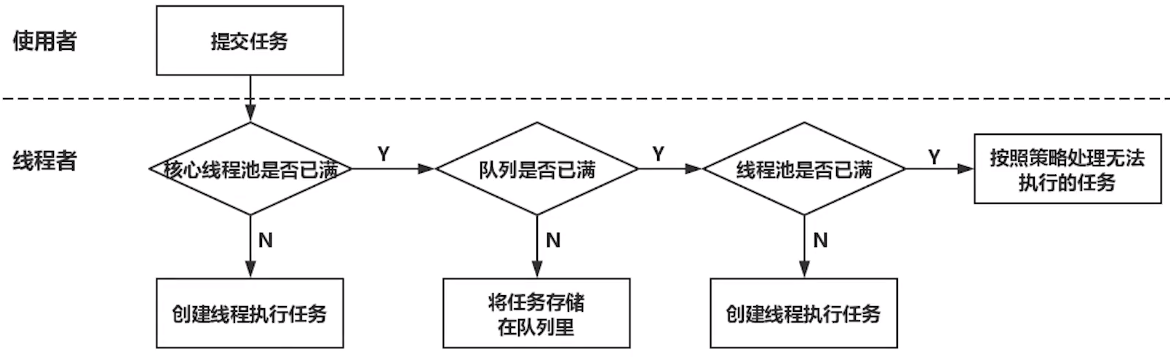 使用者
提交任务
线程者
核心线程池是否已满
Y
队列是否已满
Y
线程池是否已满
Y
按照策略处理无法
执行的任务
N
N
N
创建线程执行任务
将任务存储
在队列里
创建线程执行任务